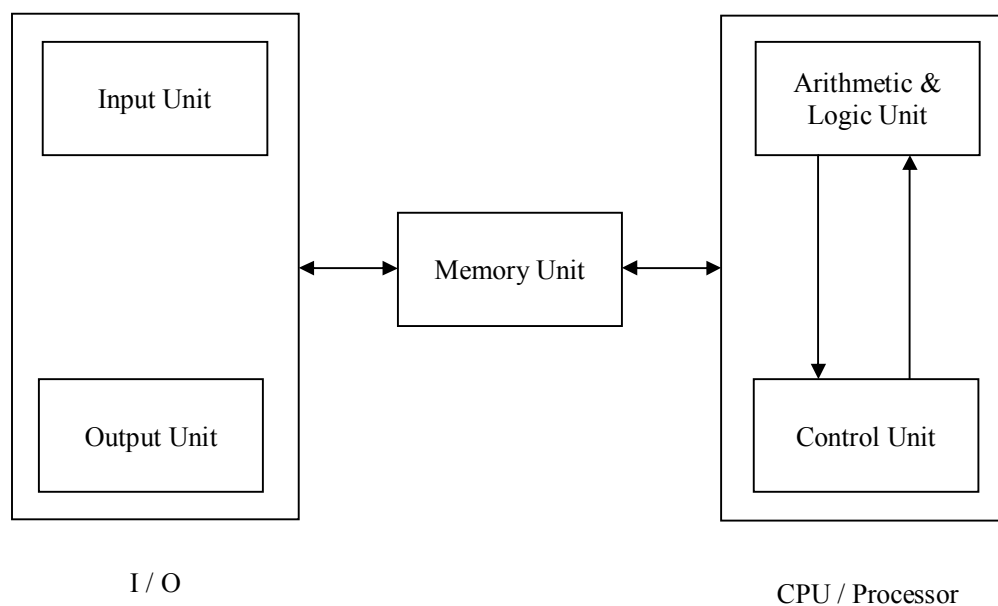 Input Unit
Arithmetic &
Logic Unit
Memory Unit
Output Unit
Control Unit
I / O
CPU / Processor